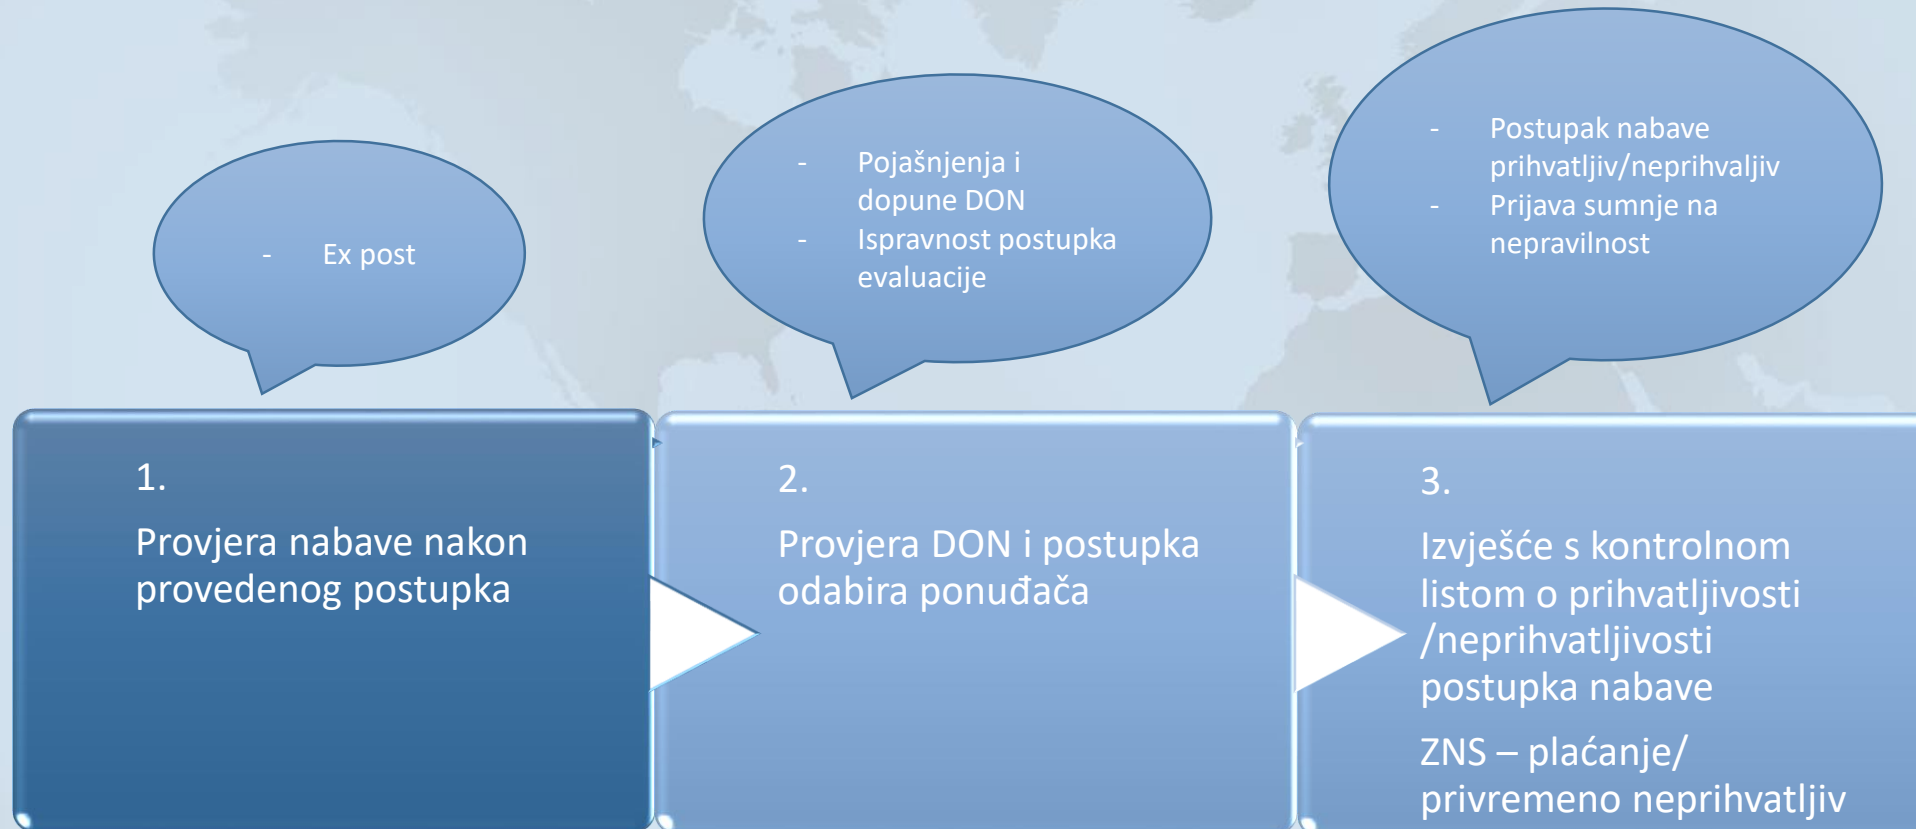 - Ex post
- Pojašnjenja i
dopune DON
- Ispravnost postupka
evaluacije
- Postupak nabave
prihvatljiv/neprihvaljiv
- Prijava sumnje na
nepravilnost
1.
Provjera nabave nakon
provedenog postupka
2.
Provjera DON i postupka
odabira ponuđača
3.
Izvješće s kontrolnom
listom o prihvatljivosti
/neprihvatljivosti
postupka nabave
ZNS – plaćanje/
privremeno neprihvatljiv